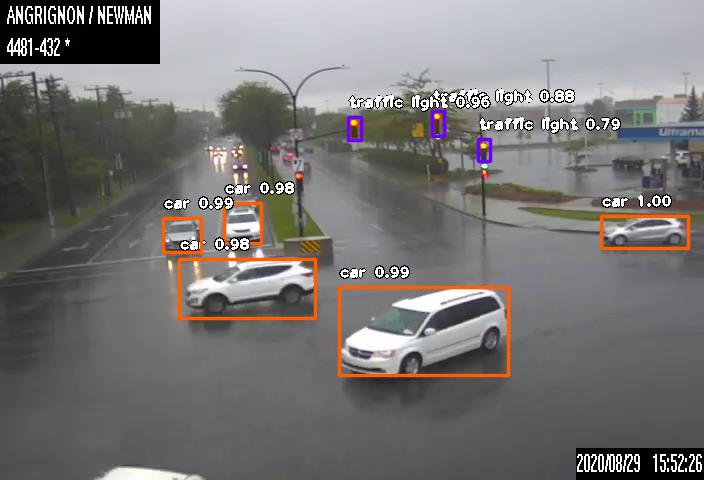 ANGRIGNON / NEWMAN
4481-432 *
traffic light 0.96
traffic light 0.88
traffic light 0.79
car 0.99
car 0.98
car 1.00
car 0.98
car 0.99
Ultrama
2020/08/29 15:52:26